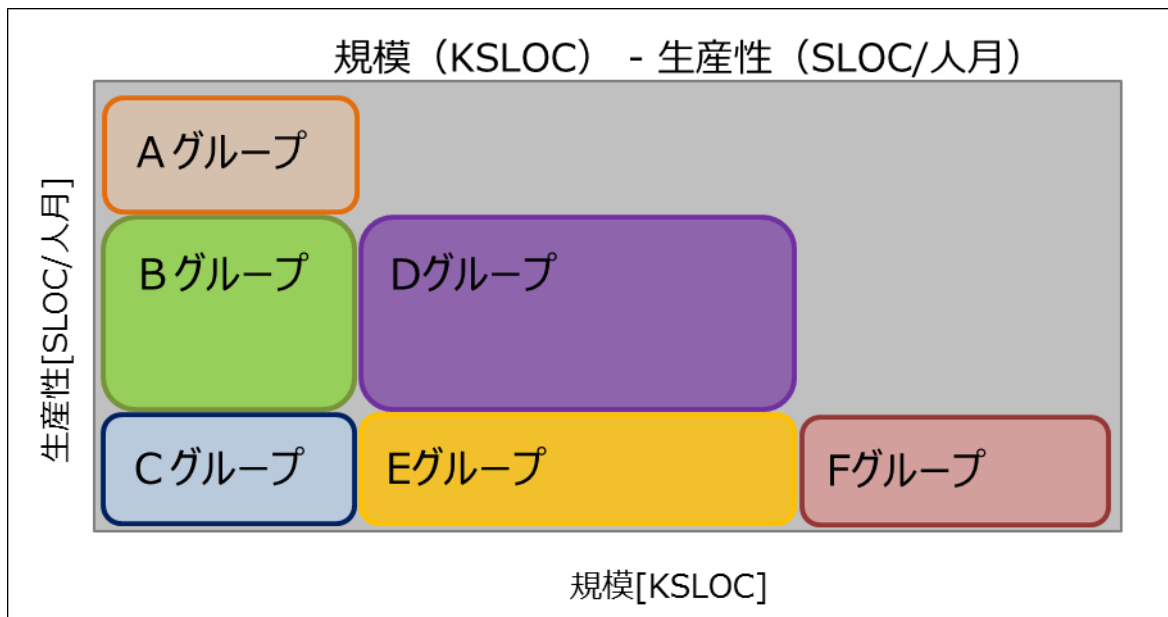 規模（KSLOC） - 生産性（SLOC/人月）
Aグループ
Bグループ
Dグループ
Cグループ
Eグループ
Fグループ
生産性[SLOC/人月]
規模[KSLOC]